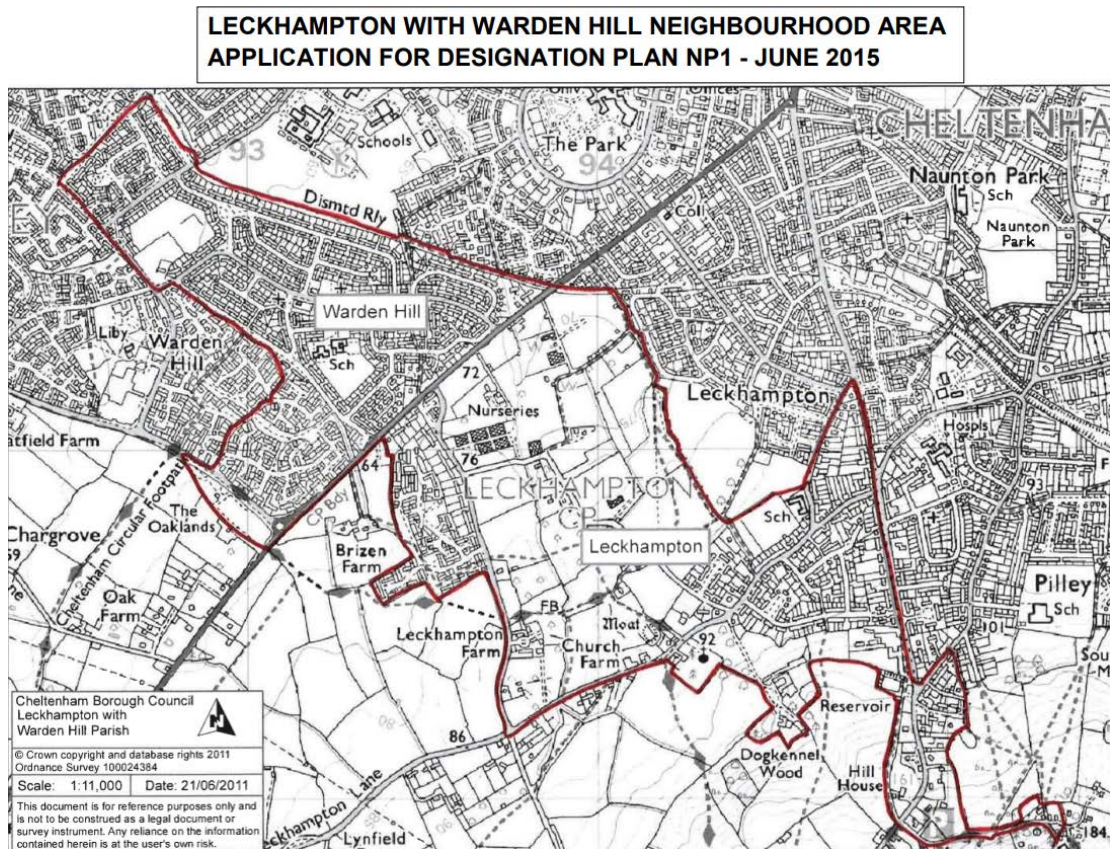 LECKHAMPTON WITH WARDEN HILL NEIGHBOURHOOD AREA
APPLICATION FOR DESIGNATION PLAN NP1 - JUNE 2015
CHELTENHA
93
Schools
The Park
94
Naunton Park
Sch
Naunton
Park
Dismtd Rly
Coll
Warden Hill
Liby
Warden
Hill
Sch
72
Nurseries
76
Leckhampton
Hospls
atfield Farm
64
LECKHAMPTON
CP
93
Cheltenham Circular Footpath
The
Oaklands
Chargrove
59
Oak
Farm
Brizen
Farm
Sch
Leckhampton
Pilley
Sch
101
FB
Moat
92
Leckhampton
Farm
Church
Farm
Reservoir
86
Dogkennel
Wood
Hill
House
161
184
Leckhampton Lane
Lynfield
Cheltenham Borough Council
Leckhampton with
Warden Hill Parish
N
© Crown copyright and database rights 2011
Ordnance Survey 100024384
Scale: 1:11,000 Date: 21/06/2011
This document is for reference purposes only and
is not to be construed as a legal document or
survey instrument. Any reliance on the information
contained herein is at the user's own risk.